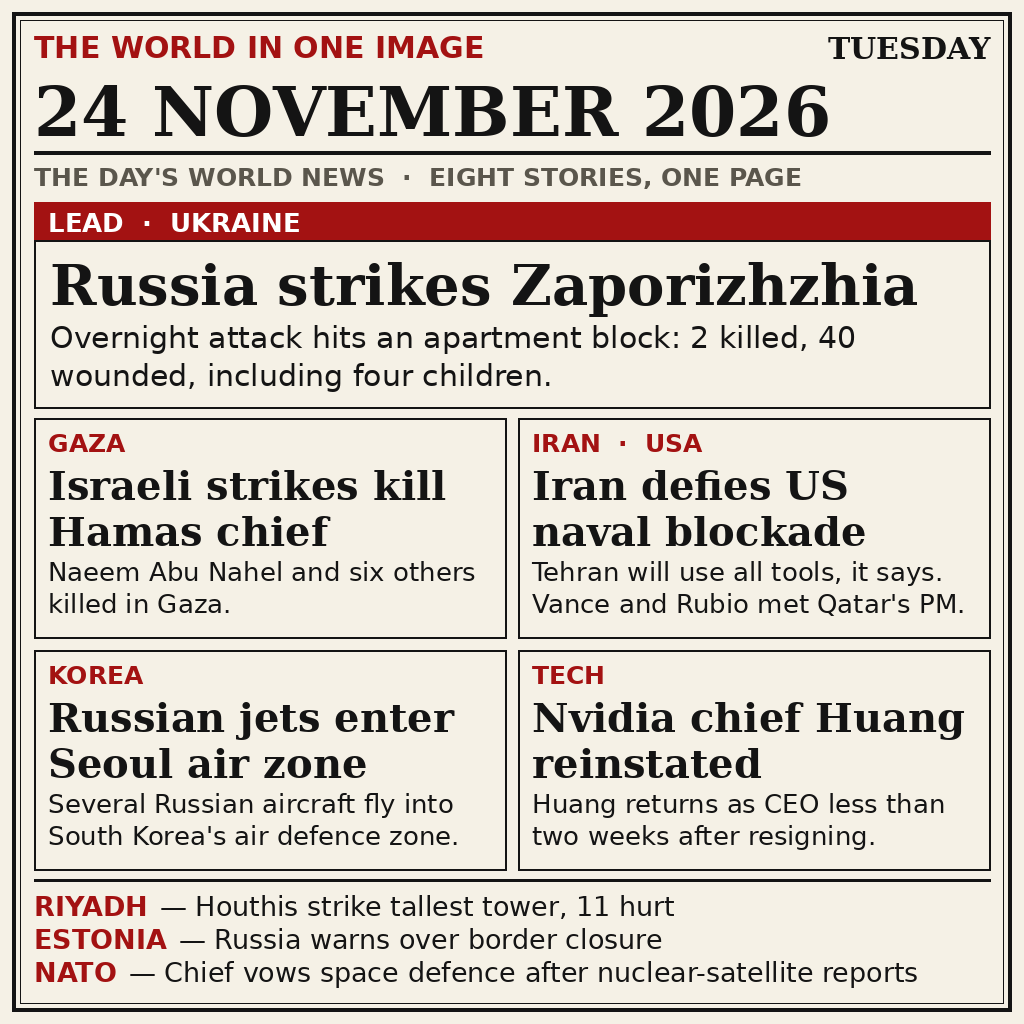 THE WORLD IN ONE IMAGE
TUESDAY
24 NOVEMBER 2026
THE DAY'S WORLD NEWS · EIGHT STORIES, ONE PAGE
LEAD · UKRAINE
Russia strikes Zaporizhzhia
Overnight attack hits an apartment block: 2 killed, 40
wounded, including four children.
GAZA
Israeli strikes kill
Hamas chief
Naeem Abu Nahel and six others
killed in Gaza.
IRAN · USA
Iran defies US
naval blockade
Tehran will use all tools, it says.
Vance and Rubio met Qatar's PM.
KOREA
Russian jets enter
Seoul air zone
Several Russian aircraft fly into
South Korea's air defence zone.
TECH
Nvidia chief Huang
reinstated
Huang returns as CEO less than
two weeks after resigning.
RIYADH — Houthis strike tallest tower, 11 hurt
ESTONIA — Russia warns over border closure
NATO — Chief vows space defence after nuclear-satellite reports